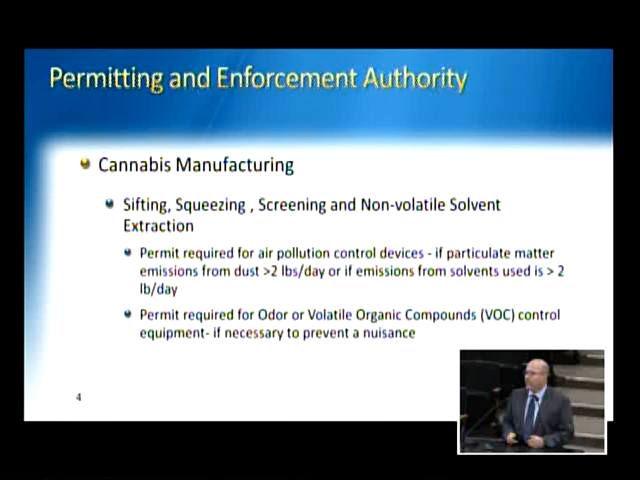 Permitting and Enforcement Authority
Cannabis Manufacturing
Sifting, Squeezing , Screening and Non-volatile Solvent
Extraction
Permit required for air pollution control devices - if particulate matter
emissions from dust >2 lbs/day or if emissions from solvents used is > 2
lb/day
Permit required for Odor or Volatile Organic Compounds (VOC) control
equipment- if necessary to prevent a nuisance
4